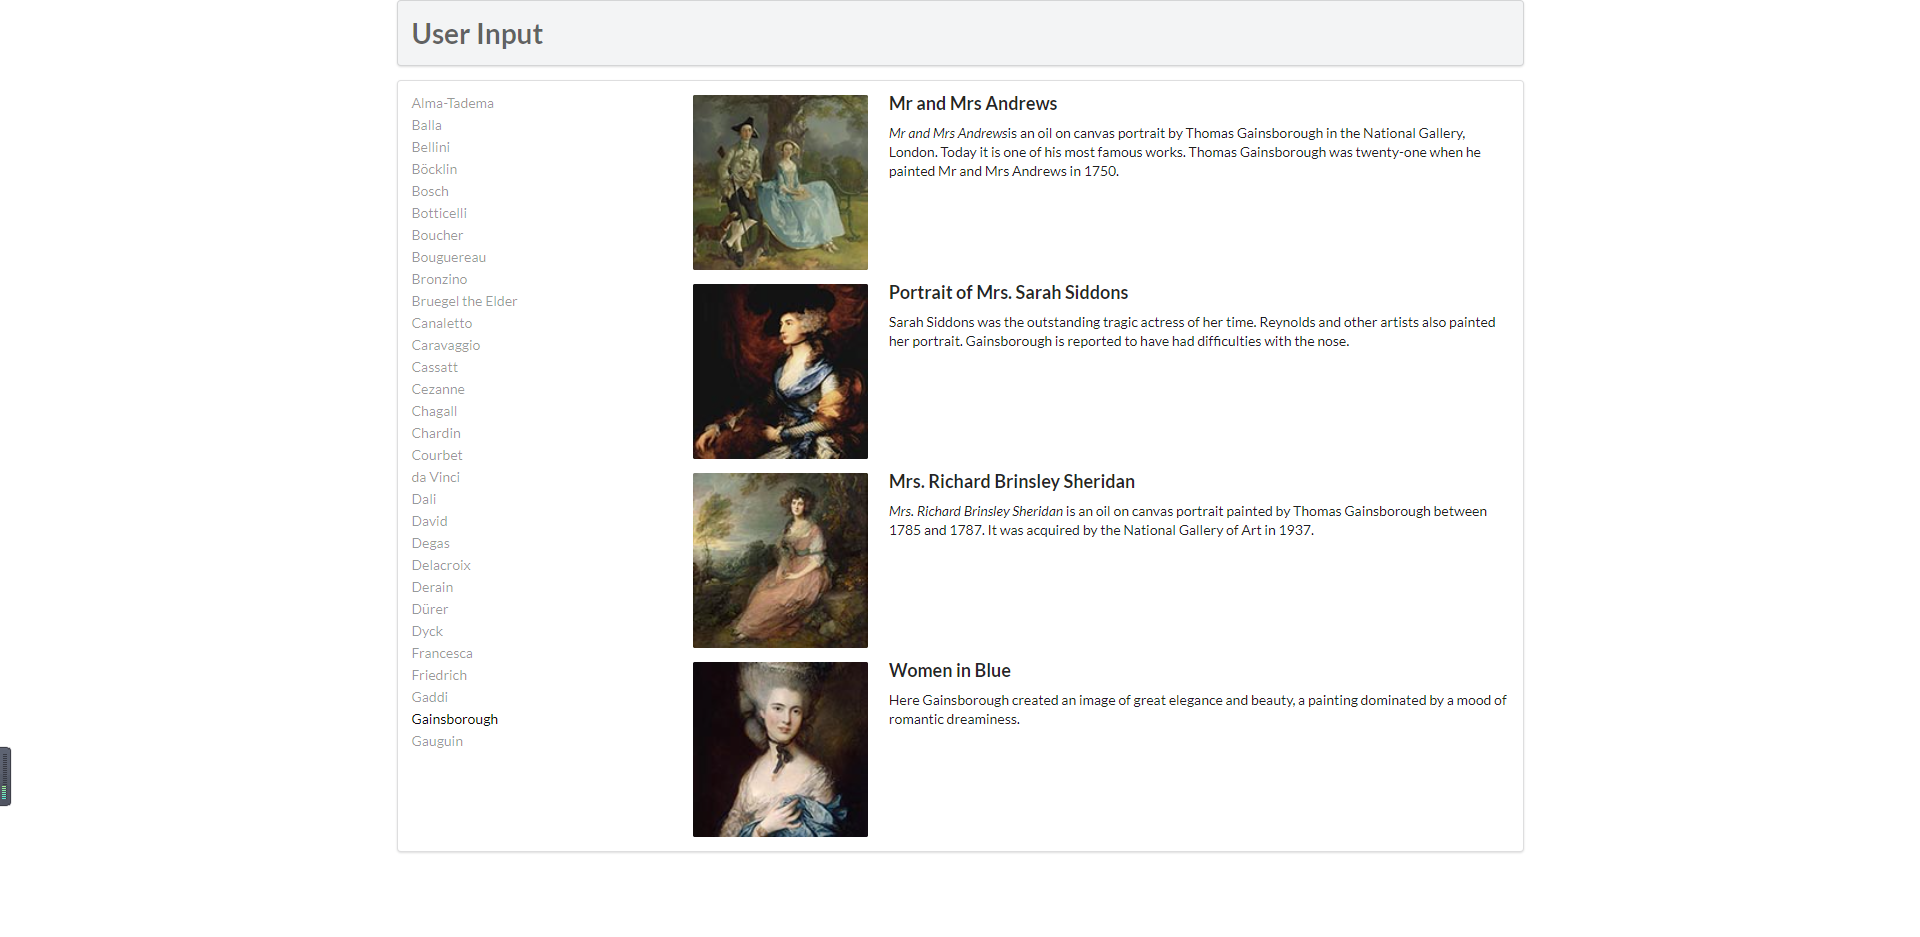 User Input
Alma-Tadema
Balla
Bellini
Böcklin
Bosch
Botticelli
Boucher
Bouguereau
Bronzino
Bruegel the Elder
Canaletto
Caravaggio
Cassatt
Cezanne
Chagall
Chardin
Courbet
da Vinci
Dali
David
Degas
Delacroix
Derain
Dürer
Dyck
Francesca
Friedrich
Gaddi
Gainsborough
Gauguin
Mr and Mrs Andrews
Mr and Mrs Andrewsis an oil on canvas portrait by Thomas Gainsborough in the National Gallery,
London. Today it is one of his most famous works. Thomas Gainsborough was twenty-one when he
painted Mr and Mrs Andrews in 1750.
Portrait of Mrs. Sarah Siddons
Sarah Siddons was the outstanding tragic actress of her time. Reynolds and other artists also painted
her portrait. Gainsborough is reported to have had difficulties with the nose.
Mrs. Richard Brinsley Sheridan
Mrs. Richard Brinsley Sheridan is an oil on canvas portrait painted by Thomas Gainsborough between
1785 and 1787. It was acquired by the National Gallery of Art in 1937.
Women in Blue
Here Gainsborough created an image of great elegance and beauty, a painting dominated by a mood of
romantic dreaminess.